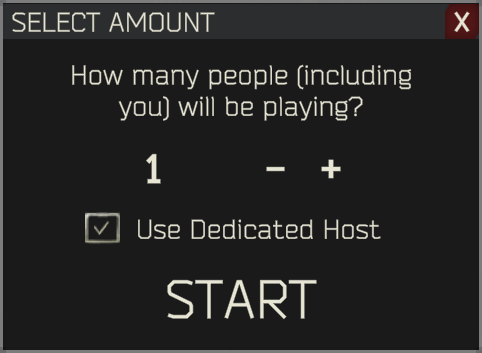 SELECT AMOUNT X
How many people (including
you) will be playing?
1 - +
Use Dedicated Host
START